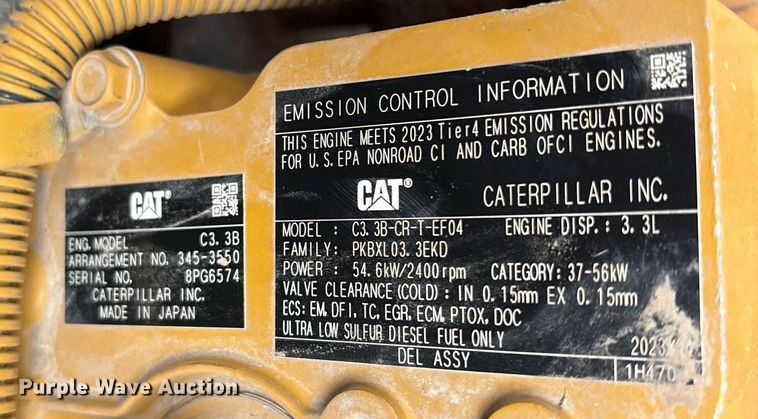 CAT®
ENG. MODEL C3.3B
ARRANGEMENT NO. 345-3550
SERIAL NO. 8PG6574
CATERPILLAR INC.
MADE IN JAPAN
EMISSION CONTROL INFORMATION
THIS ENGINE MEETS 2023 Tier4 EMISSION REGULATIONS
FOR U.S. EPA NONROAD CI AND CARB OFCI ENGINES.
CAT® CATERPILLAR INC.
MODEL : C3.3B-CR-T-EF04 ENGINE DISP.: 3.3L
FAMILY: PKBXL03.3EKD
POWER : 54.6kW/2400rpm CATEGORY: 37-56kW
VALVE CLEARANCE(COLD): IN 0.15mm EX 0.15mm
ECS: EM, DFI, TC, EGR, ECM, PTOX, DOC
ULTRA LOW SULFUR DIESEL FUEL ONLY
DEL ASSY
2023
1H470
Purple Wave Auction